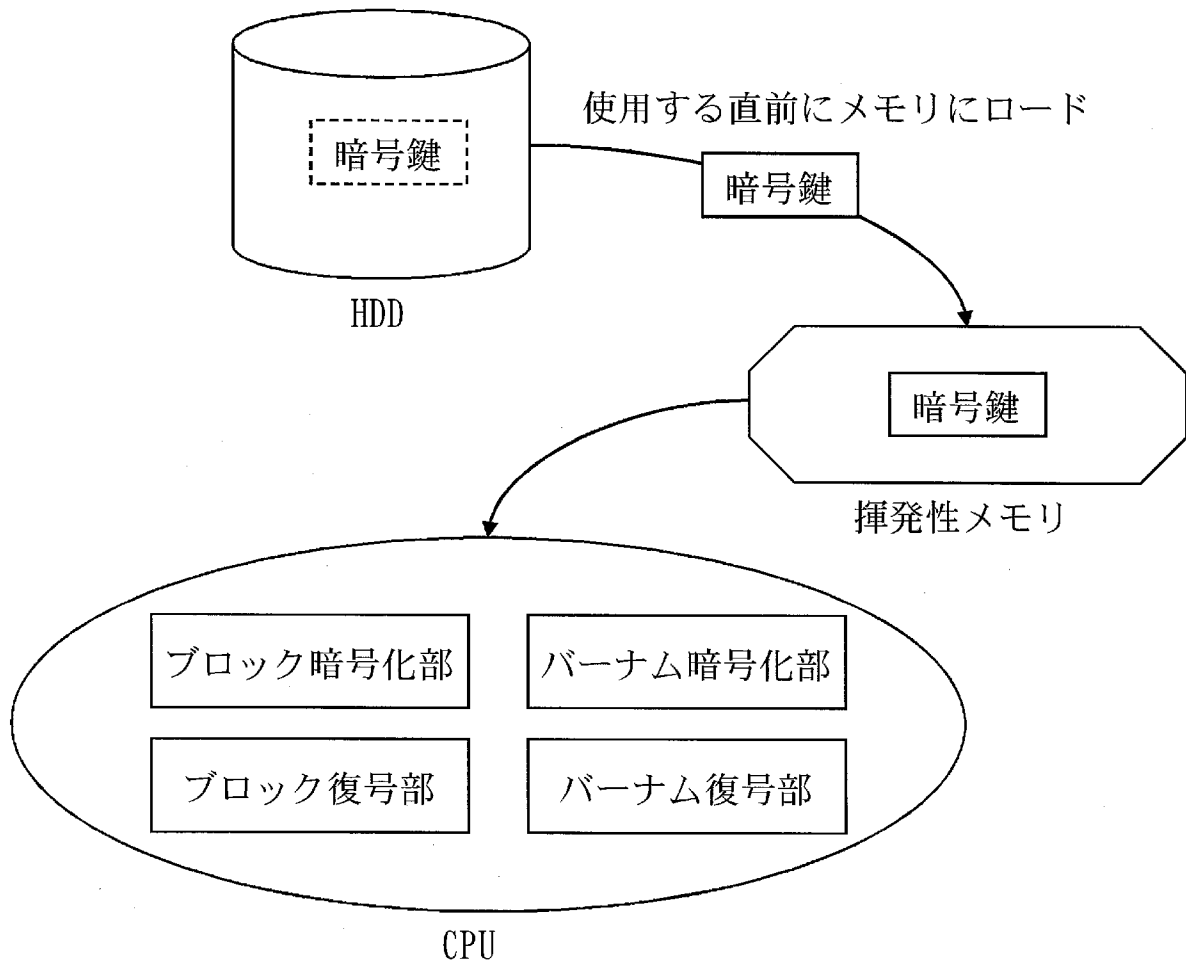 使用する直前にメモリにロード
暗号鍵
暗号鍵
HDD
暗号鍵
揮発性メモリ
ブロック暗号化部
バーナム暗号化部
ブロック復号部
バーナム復号部
CPU